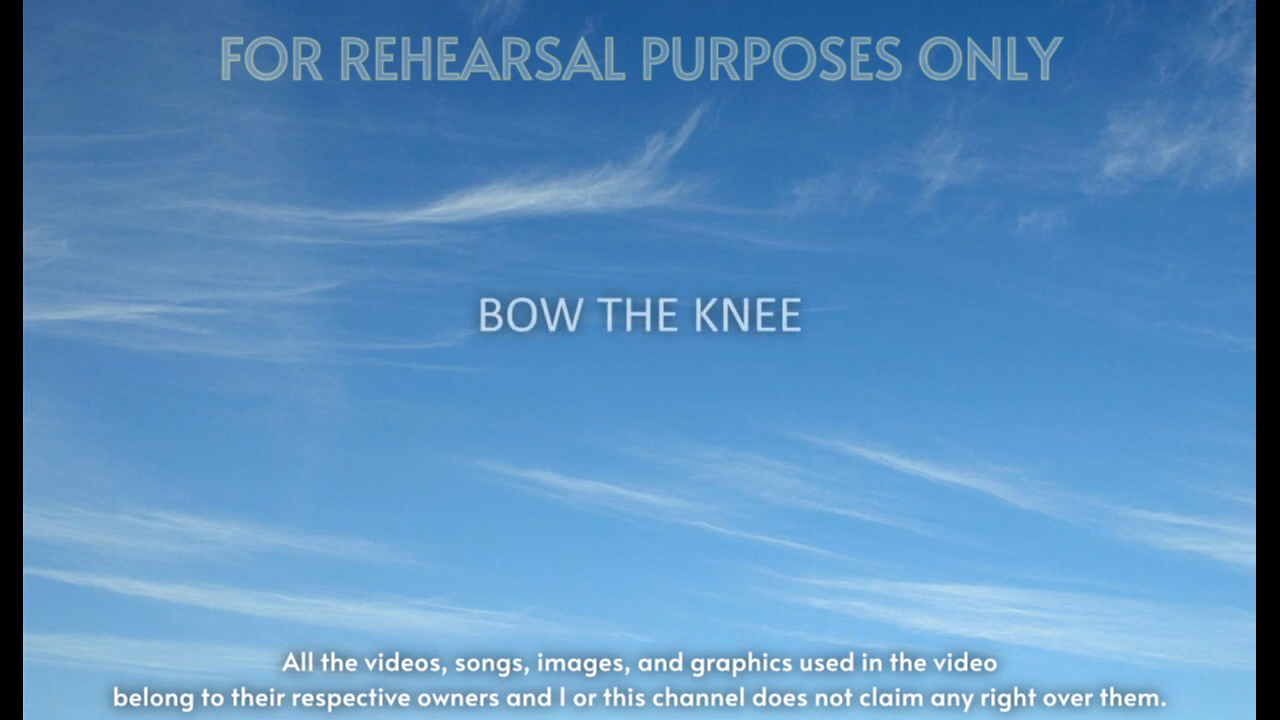 FOR REHEARSAL PURPOSES ONLY
BOW THE KNEE
All the videos, songs, images, and graphics used in the video
belong to their respective owners and I or this channel does not claim any right over them.